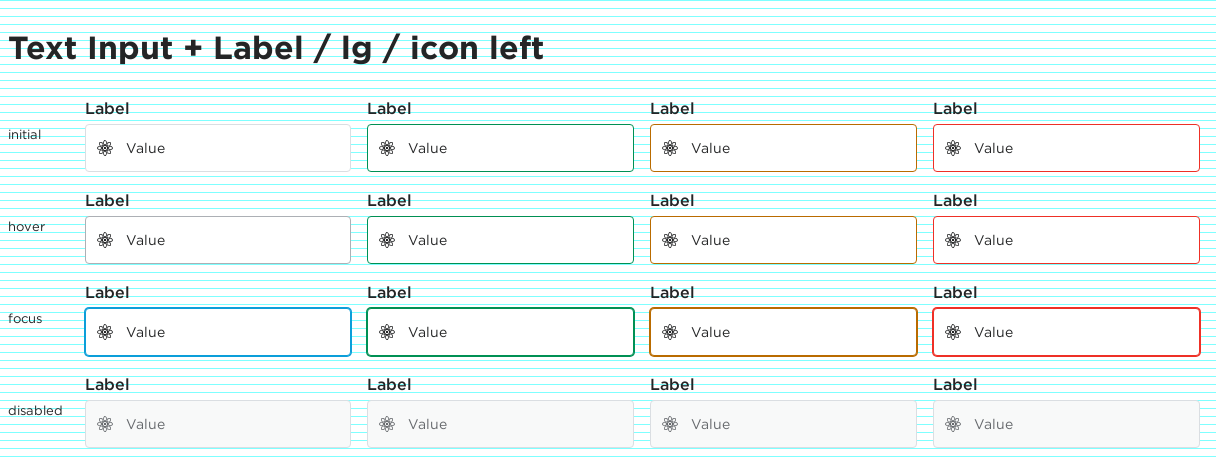 Text Input + Label / lg / icon left
Label Label Label Label
initial Value Value Value Value
Label Label Label Label
hover Value Value Value Value
Label Label Label Label
focus Value Value Value Value
Label Label Label Label
disabled Value Value Value Value